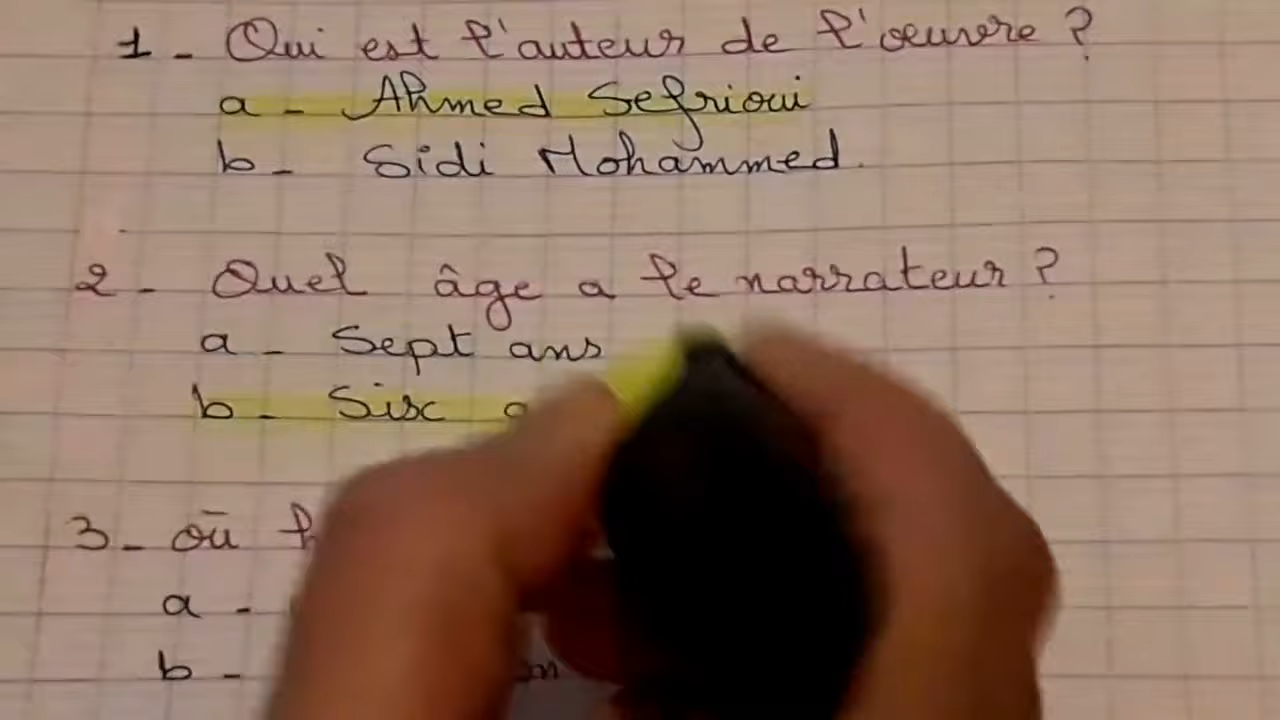 1 - Qui est l'auteur de l'oeuvre ?
a - Ahmed Sefrioui
b - Sidi Mohammed.
2 - Quel âge a le narrateur ?
a - Sept ans
b - Six
3 - où
a -
b -